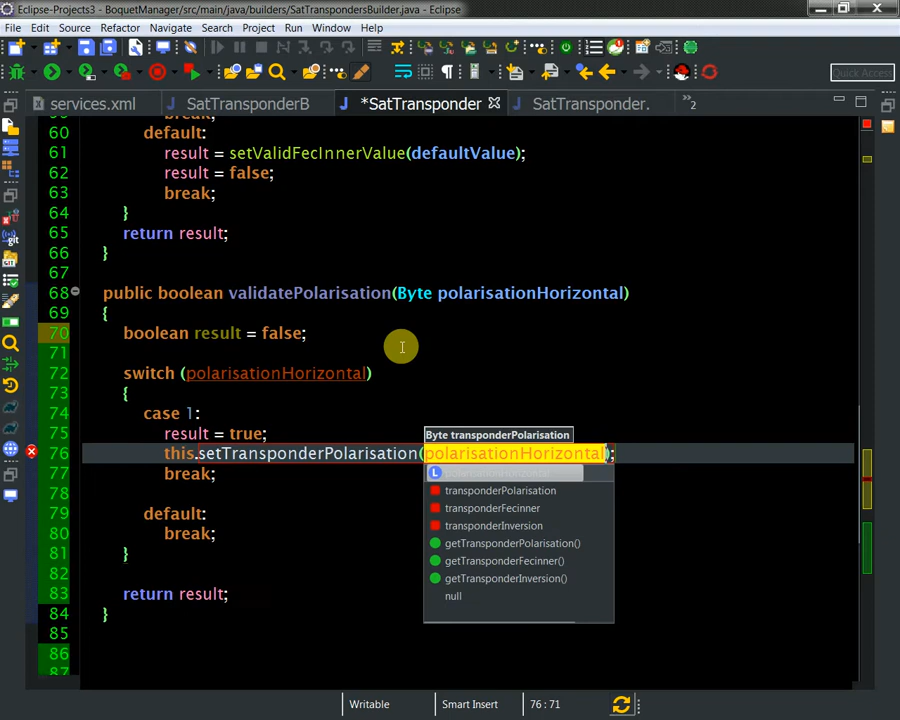 Eclipse-Projects3 - BoquetManager/src/main/java/builders/SatTranspondersBuilder.java - Eclipse
File Edit Source Refactor Navigate Search Project Run Window Help
Quick Access
services.xml SatTransponderB *SatTransponder SatTransponder. »2
break;
60 default:
61 result = setValidFecInnerValue(defaultValue);
62 result = false;
63 break;
64 }
65 return result;
66 }
67
68 public boolean validatePolarisation(Byte polarisationHorizontal)
69 {
70 boolean result = false;
71
72 switch (polarisationHorizontal)
73 {
74 case 1:
75 result = true;
Byte transponderPolarisation
76 this.setTransponderPolarisation(polarisationHorizontal);
77 break;
78
79 default:
80 break;
81 }
82
83 return result;
84 }
85
86
87
transponderPolarisation
transponderFecinner
transponderInversion
getTransponderPolarisation()
getTransponderFecinner()
getTransponderInversion()
null
Writable Smart Insert 76 : 71